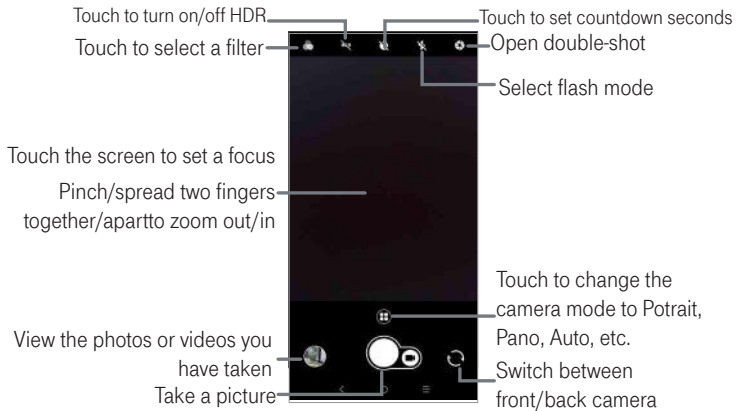 Touch to turn on/off HDR
Touch to set countdown seconds
Touch to select a filter
Open double-shot
Select flash mode
Touch the screen to set a focus
Pinch/spread two fingers
together/apartto zoom out/in
Touch to change the
camera mode to Potrait,
Pano, Auto, etc.
View the photos or videos you
have taken
Take a picture
Switch between
front/back camera